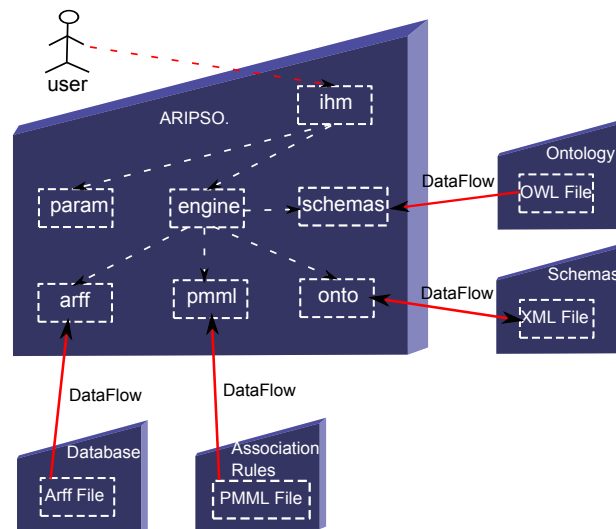 user
ARIPSO.
ihm
param
engine
schemas
arff
pmml
onto
DataFlow
Ontology
OWL File
DataFlow
Schemas
XML File
DataFlow
DataFlow
Database
Arff File
Association
Rules
PMML File